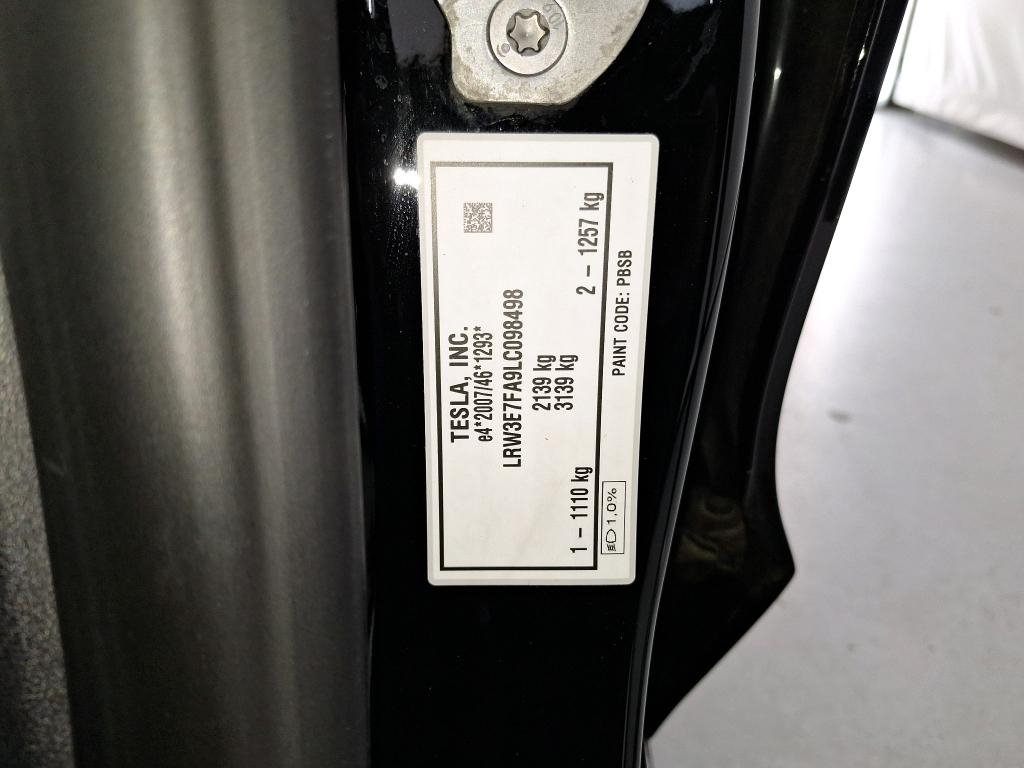 TESLA, INC.
e4*2007/46*1293*
LRW3E7FA9LC098498
2139 kg
3139 kg
1 - 1110 kg
2 - 1257 kg
1,0%
PAINT CODE: PBSB